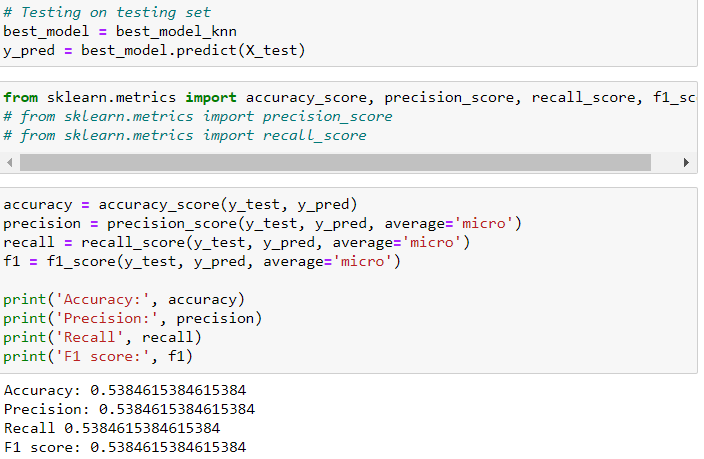 # Testing on testing set
best_model = best_model_knn
y_pred = best_model.predict(X_test)
from sklearn.metrics import accuracy_score, precision_score, recall_score, f1_sc
# from sklearn.metrics import precision_score
# from sklearn.metrics import recall_score
accuracy = accuracy_score(y_test, y_pred)
precision = precision_score(y_test, y_pred, average='micro')
recall = recall_score(y_test, y_pred, average='micro')
f1 = f1_score(y_test, y_pred, average='micro')
print('Accuracy:', accuracy)
print('Precision:', precision)
print('Recall', recall)
print('F1 score:', f1)
Accuracy: 0.5384615384615384
Precision: 0.5384615384615384
Recall 0.5384615384615384
F1 score: 0.5384615384615384